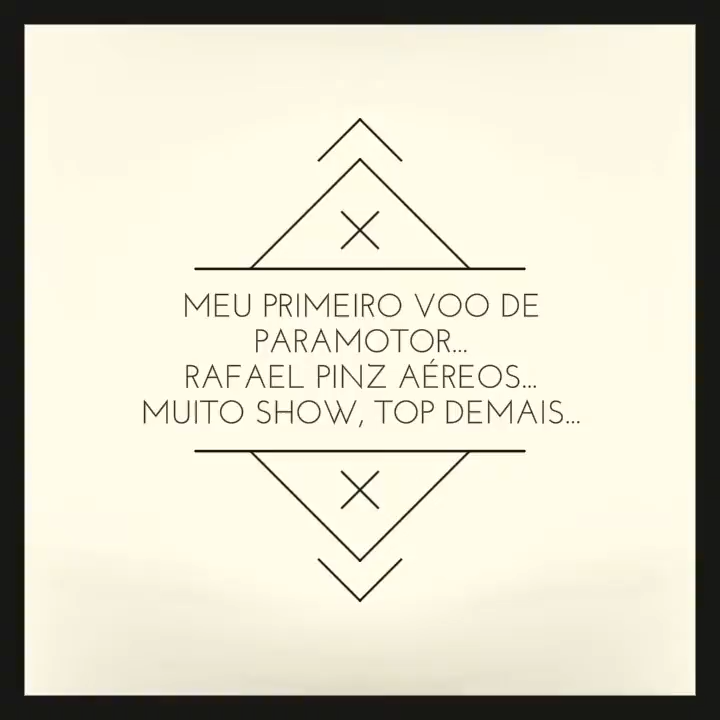 MEU PRIMEIRO VOO DE
PARAMOTOR...
RAFAEL PINZ AÉREOS...
MUITO SHOW, TOP DEMAIS...